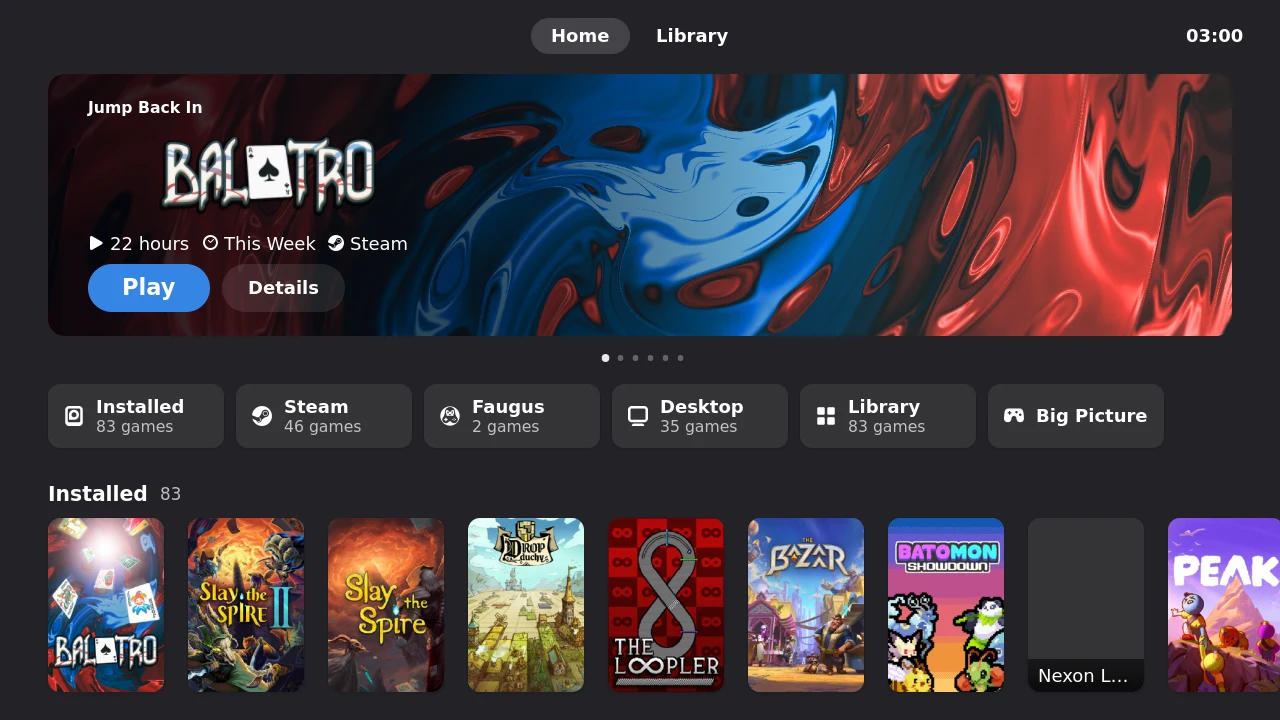 Home
Library
03:00
Jump Back In
BALATRO
22 hours
This Week
Steam
Play
Details
Installed
83 games
Steam
46 games
Faugus
2 games
Desktop
35 games
Library
83 games
Big Picture
Installed 83
BALATRO
Slay the
SPIRE II
Slay the
Spire
DROP
duchy
THE
LOOPLER
THE
BAZAAR
BATOMON
SHOWDOWN
Nexon L...
PEAK